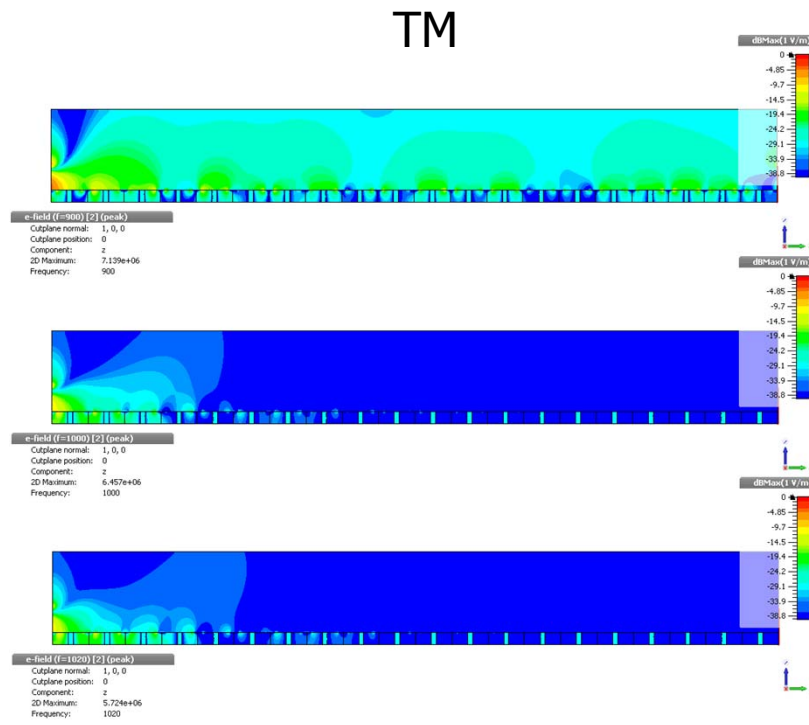 TM
dBMax(1 V/m)
0
-4.85
-9.7
-14.5
-19.4
-24.2
-29.1
-33.9
-38.8
e-field (f=900) [2] (peak)
Cutplane normal: 1, 0, 0
Cutplane position: 0
Component: z
2D Maximum: 7.139e+06
Frequency: 900
dBMax(1 V/m)
0
-4.85
-9.7
-14.5
-19.4
-24.2
-29.1
-33.9
-38.8
e-field (f=1000) [2] (peak)
Cutplane normal: 1, 0, 0
Cutplane position: 0
Component: z
2D Maximum: 6.457e+06
Frequency: 1000
dBMax(1 V/m)
0
-4.85
-9.7
-14.5
-19.4
-24.2
-29.1
-33.9
-38.8
e-field (f=1020) [2] (peak)
Cutplane normal: 1, 0, 0
Cutplane position: 0
Component: z
2D Maximum: 5.724e+06
Frequency: 1020